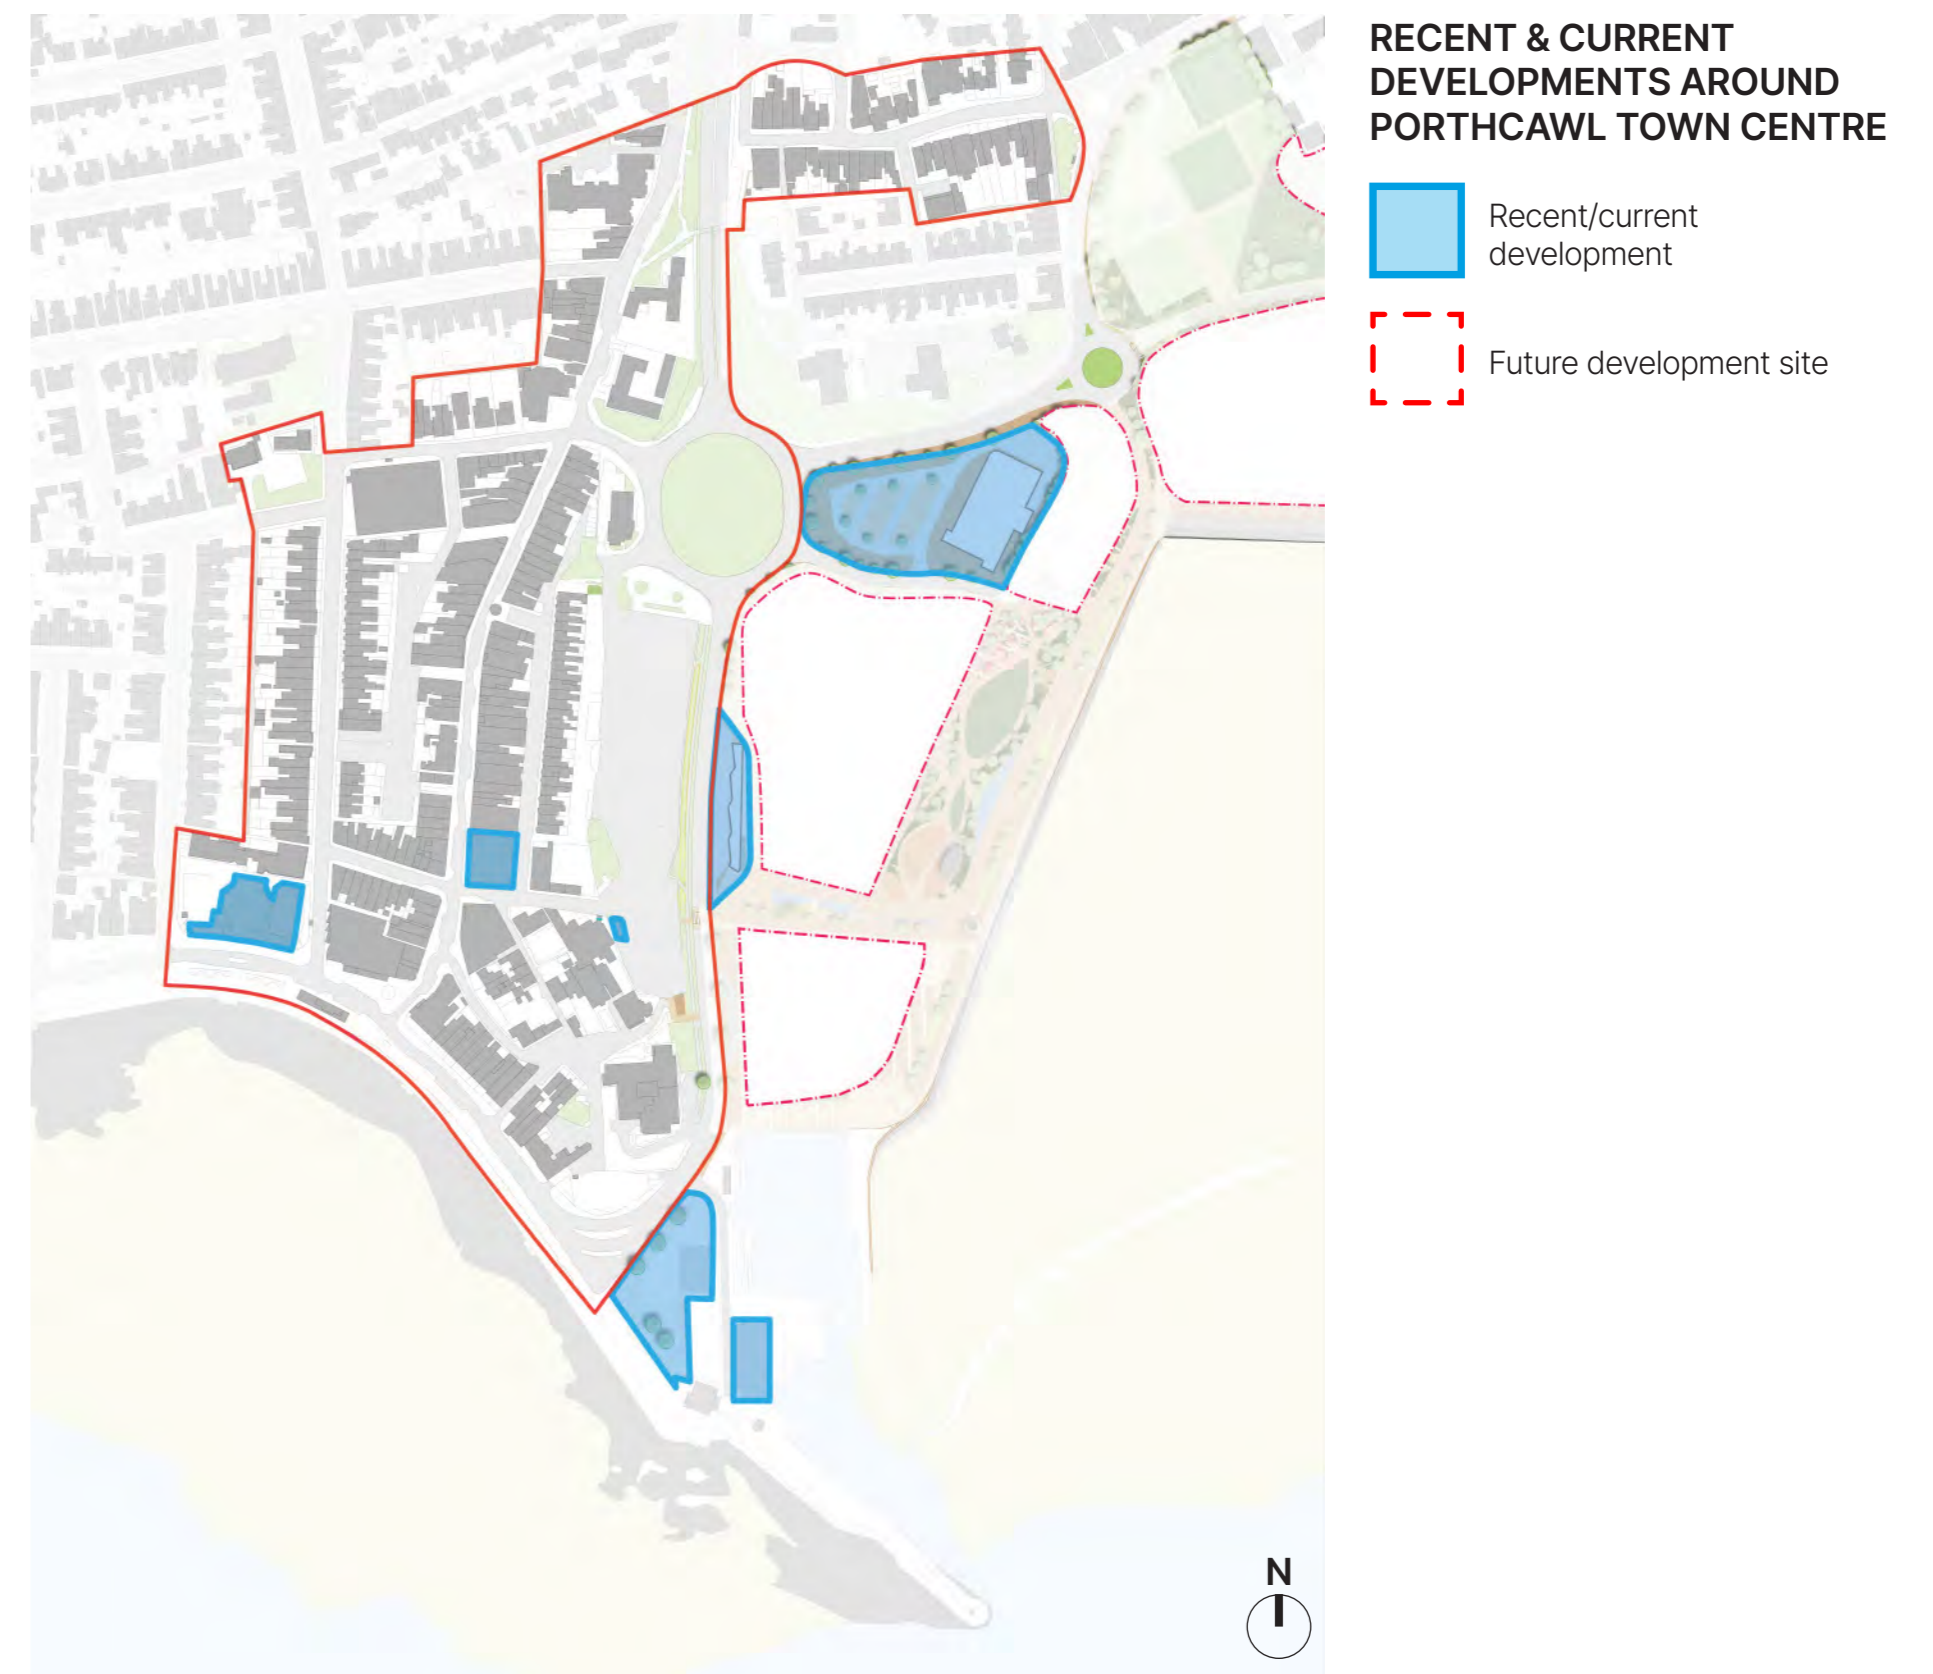 RECENT & CURRENT
DEVELOPMENTS AROUND
PORTHCAWL TOWN CENTRE
Recent/current
development
Future development site
N